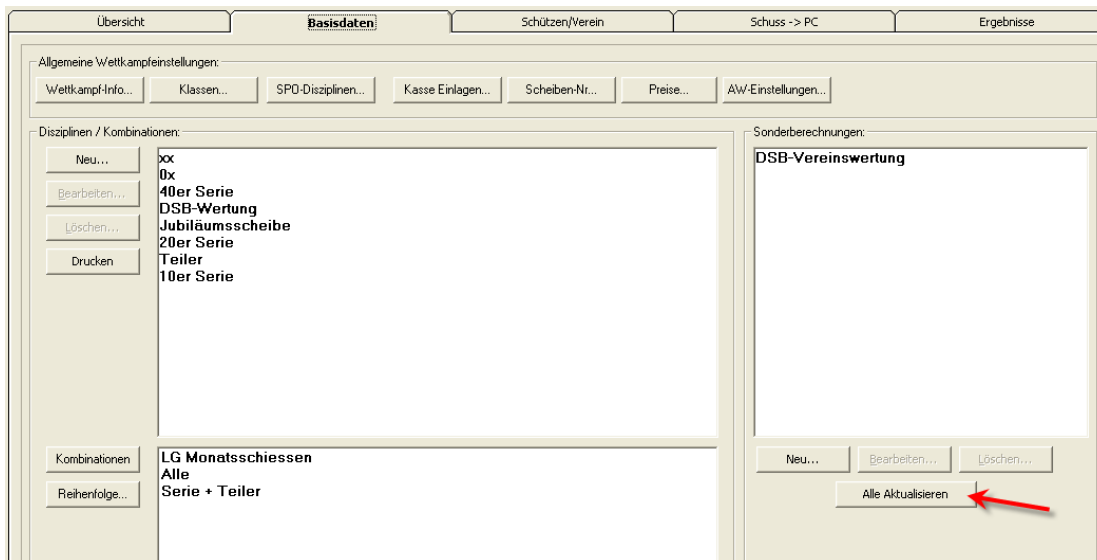 Übersicht
Basisdaten
Schützen/Verein
Schuss -> PC
Ergebnisse
Allgemeine Wettkampfeinstellungen:
Wettkampf-Info...
Klassen...
SPO-Disziplinen...
Kasse Einlagen...
Scheiben-Nr...
Preise...
AW-Einstellungen...
Disziplinen / Kombinationen:
Neu...
Bearbeiten...
Löschen...
Drucken
xx
0x
40er Serie
DSB-Wertung
Jubiläumsscheibe
20er Serie
Teiler
10er Serie
Kombinationen
Reihenfolge...
LG Monatsschiessen
Alle
Serie + Teiler
Sonderberechnungen:
DSB-Vereinswertung
Neu...
Bearbeiten...
Löschen...
Alle Aktualisieren